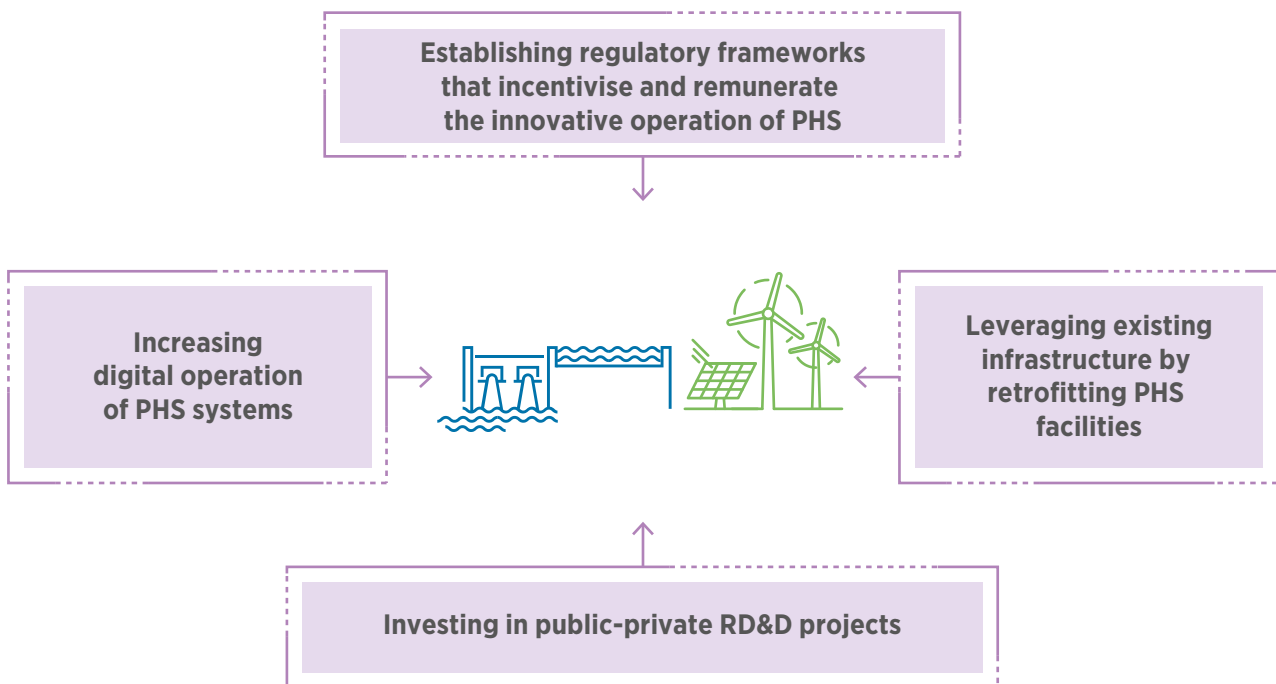 Establishing regulatory frameworks
that incentivise and remunerate
the innovative operation of PHS
Increasing
digital operation
of PHS systems
Leveraging existing
infrastructure by
retrofitting PHS
facilities
Investing in public-private RD&D projects